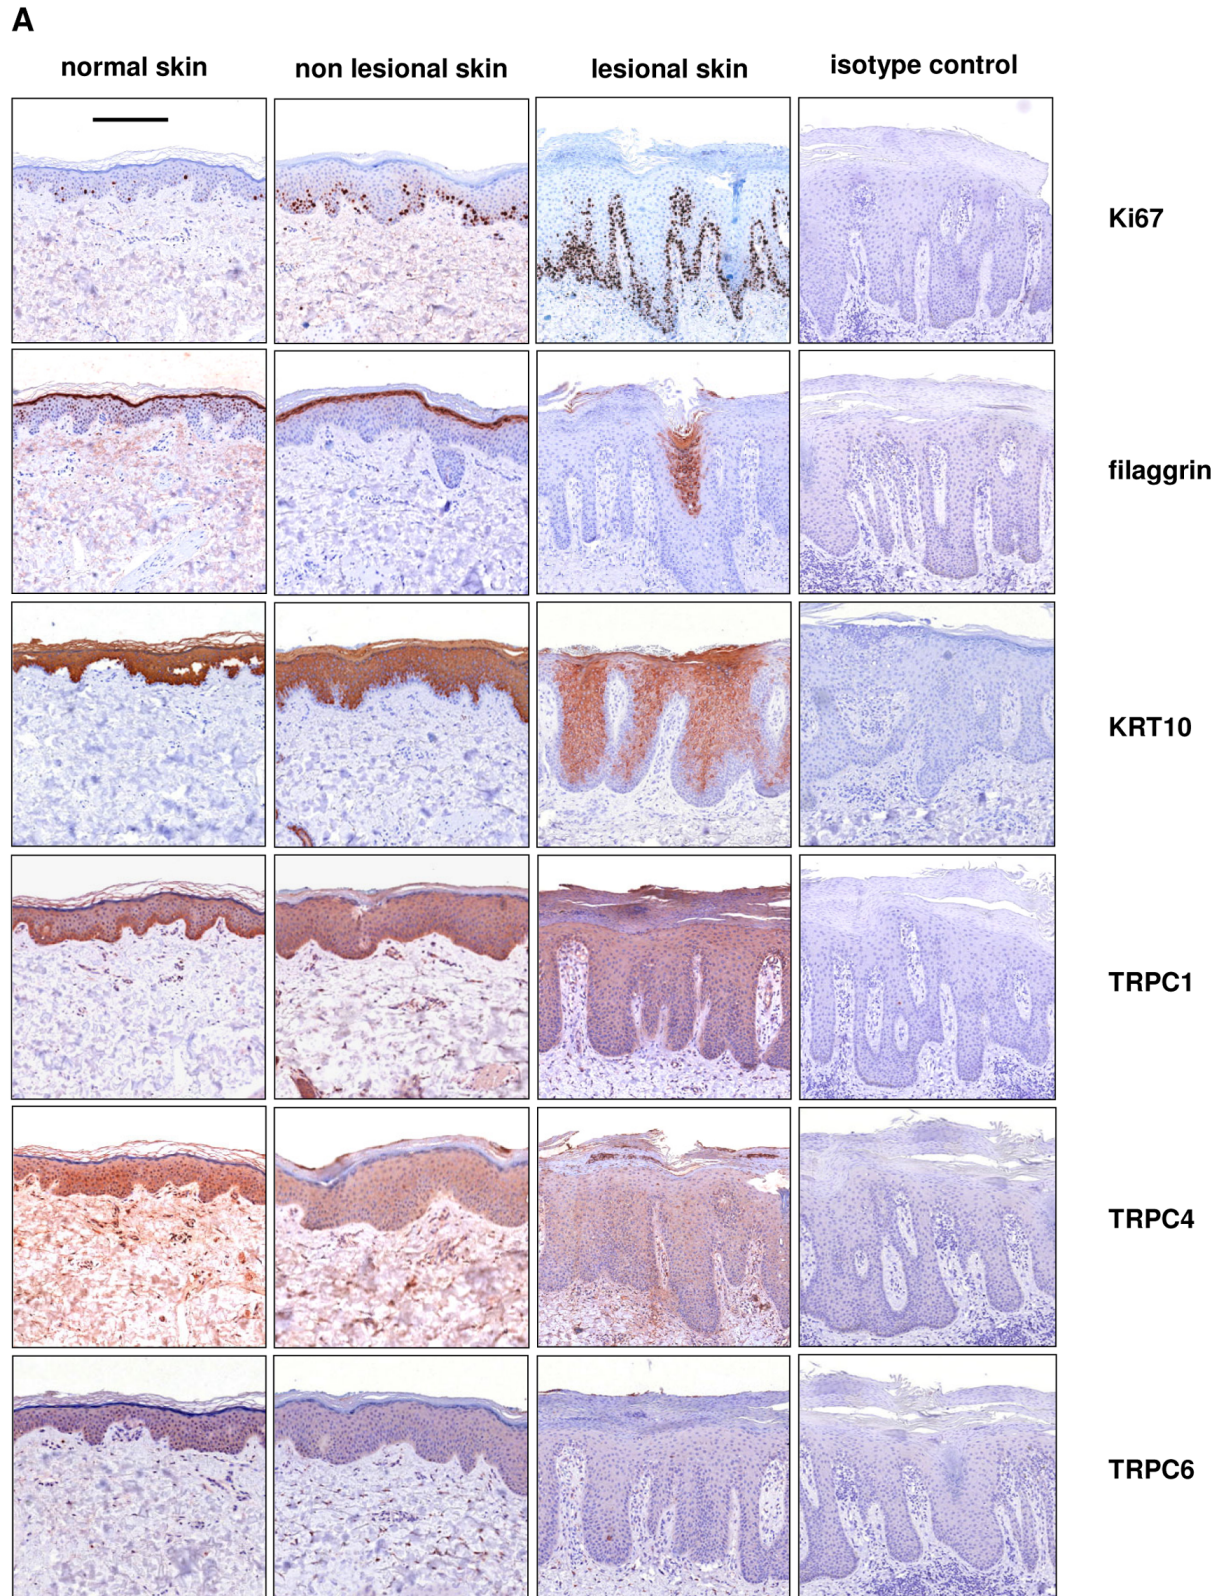 A
normal skin
non lesional skin
lesional skin
isotype control
Ki67
filaggrin
KRT10
TRPC1
TRPC4
TRPC6